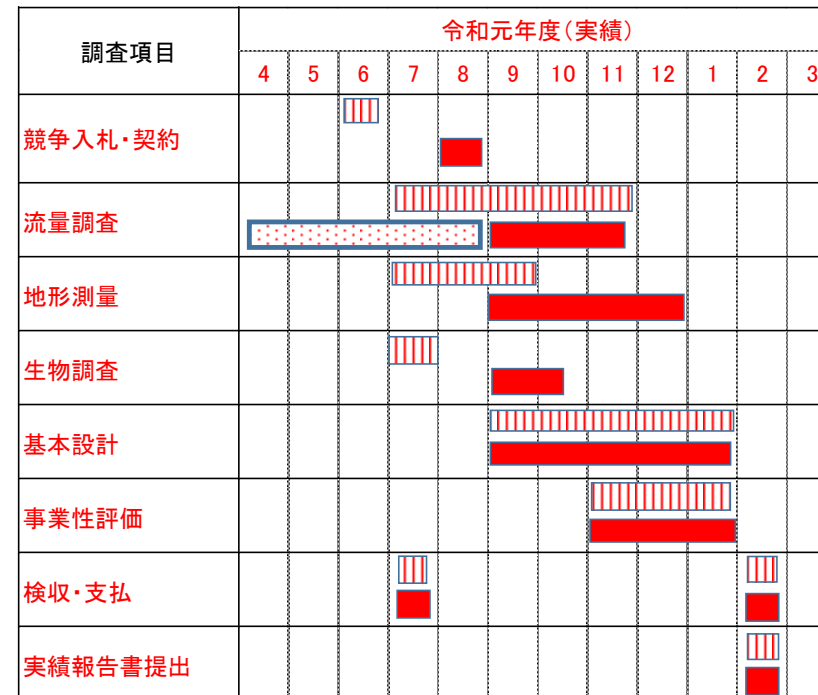 調査項目
令和元年度(実績)
4 5 6 7 8 9 10 11 12 1 2 3
競争入札・契約
流量調査
地形測量
生物調査
基本設計
事業性評価
検収・支払
実績報告書提出